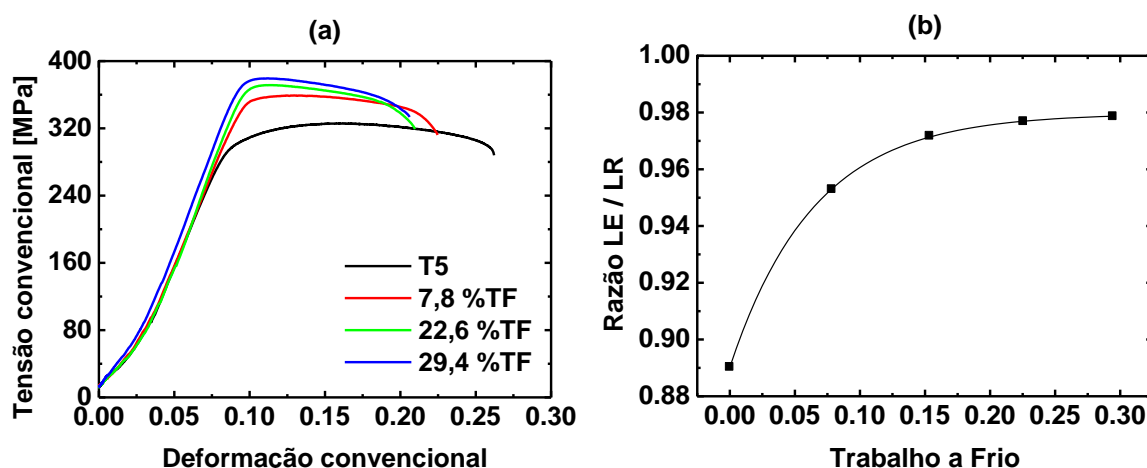 (a)
Tensão convencional [MPa]
400
320
240
160
80
0
0.00 0.05 0.10 0.15 0.20 0.25 0.30
Deformação convencional
T5
7,8 %TF
22,6 %TF
29,4 %TF
(b)
Razão LE / LR
1.00
0.98
0.96
0.94
0.92
0.90
0.88
0.00 0.05 0.10 0.15 0.20 0.25 0.30
Trabalho a Frio